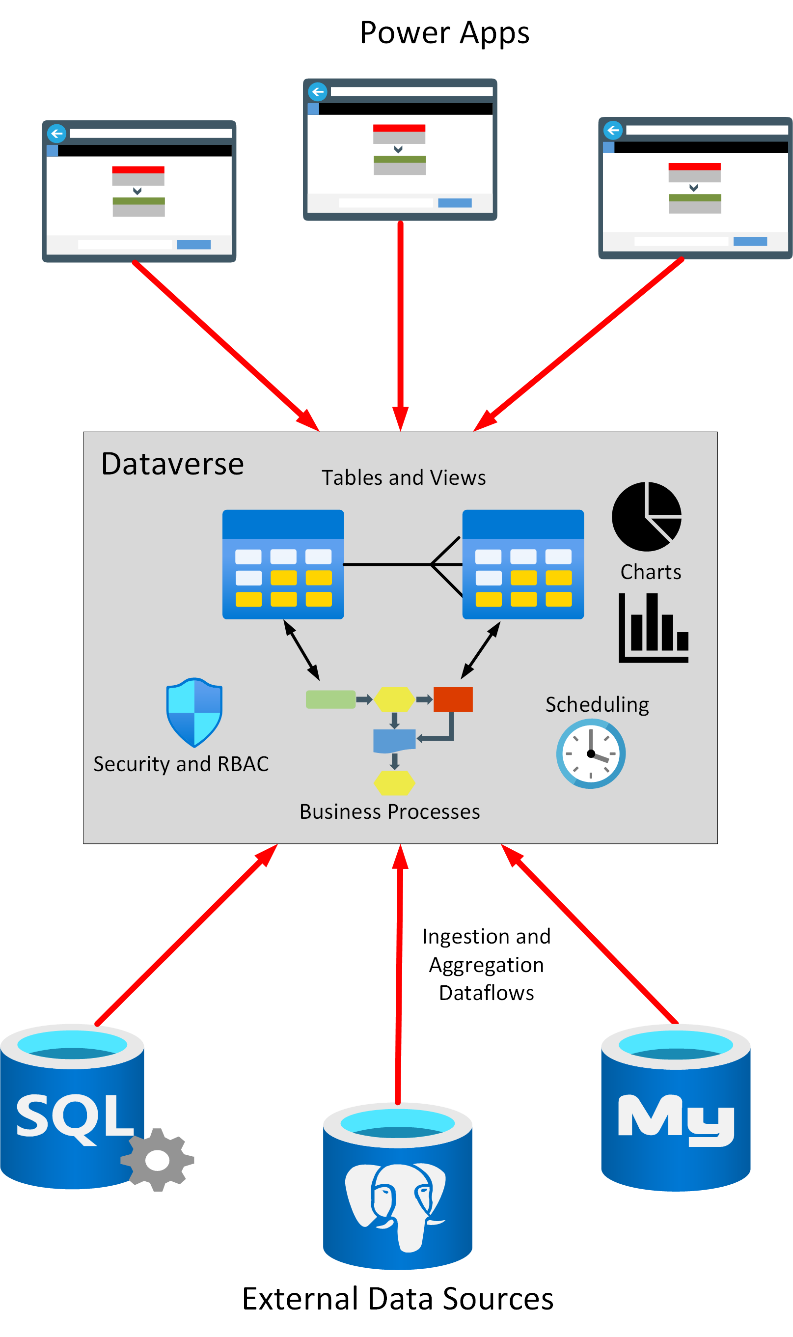 Power Apps
Dataverse
Tables and Views
Charts
Scheduling
Security and RBAC
Business Processes
Ingestion and
Aggregation
Dataflows
SQL
My
External Data Sources